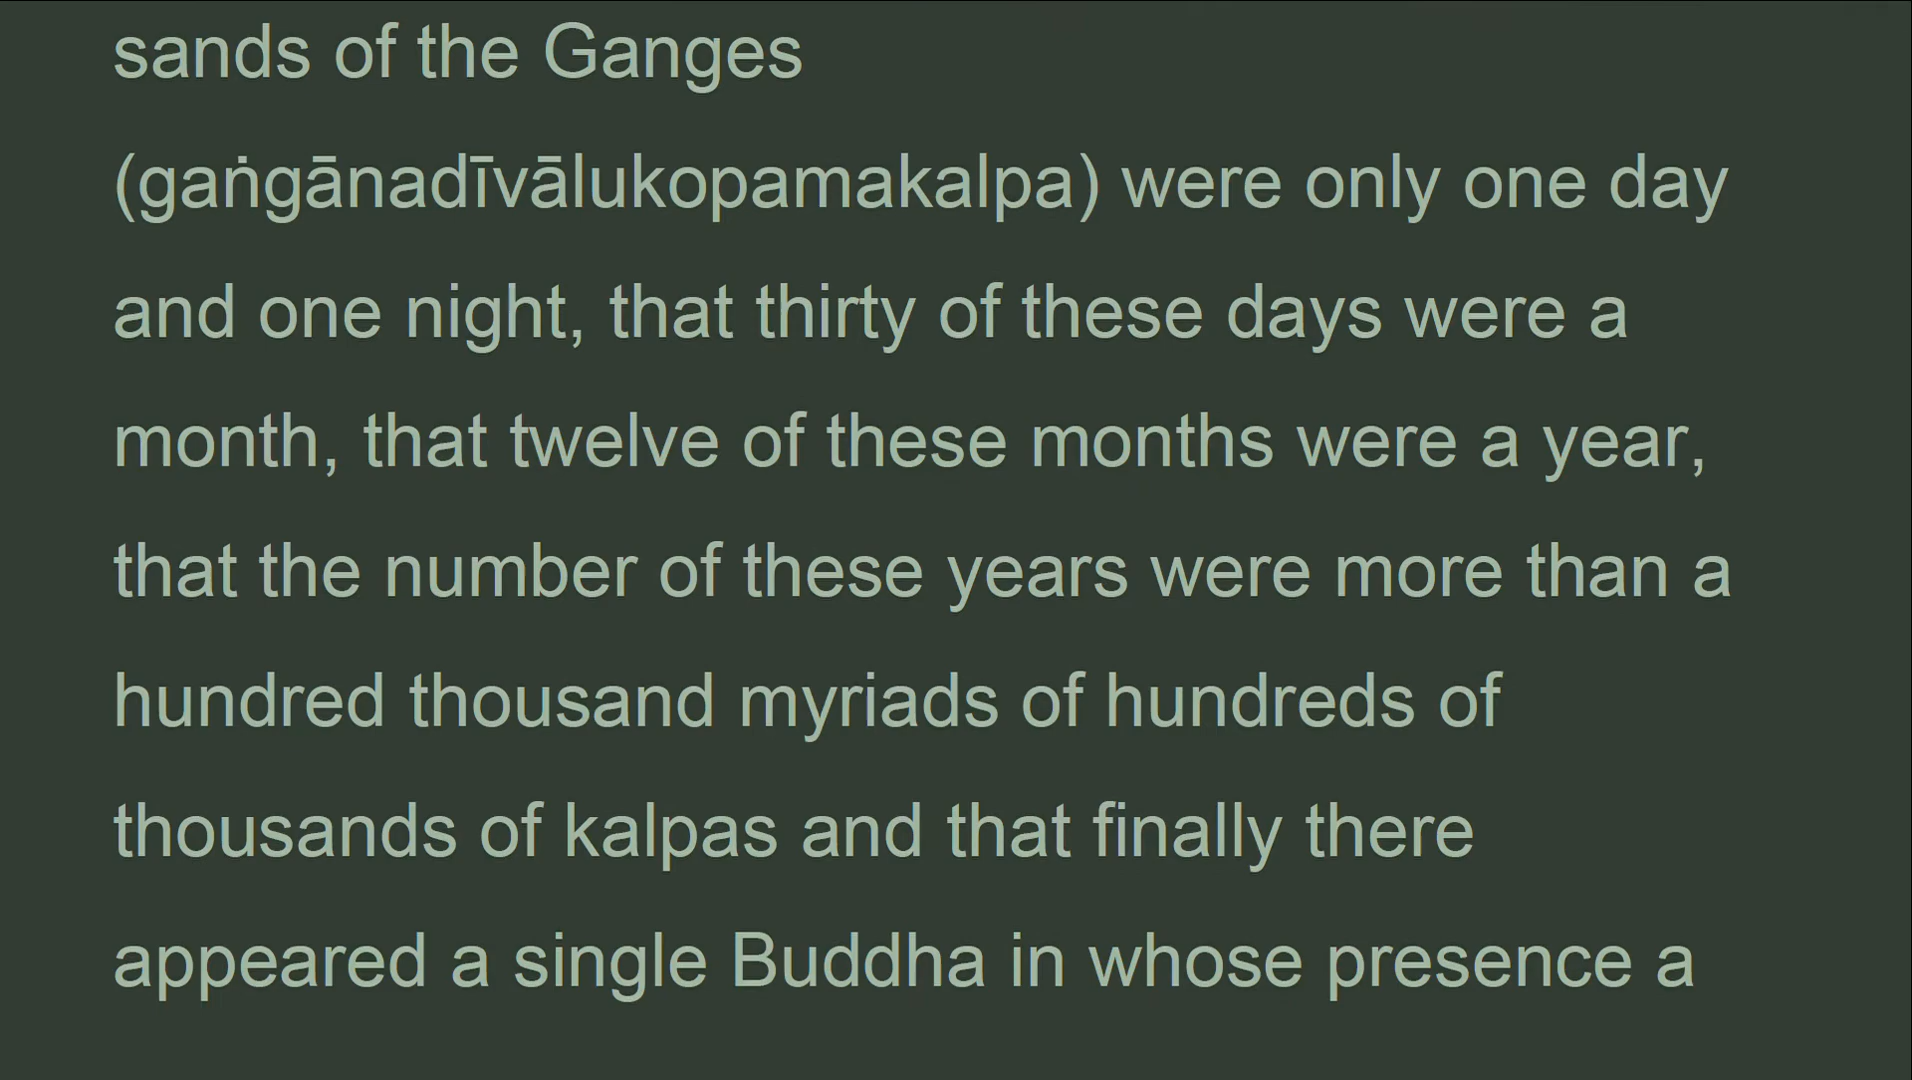 sands of the Ganges
(gaṅgānadīvālukopamakalpa) were only one day
and one night, that thirty of these days were a
month, that twelve of these months were a year,
that the number of these years were more than a
hundred thousand myriads of hundreds of
thousands of kalpas and that finally there
appeared a single Buddha in whose presence a